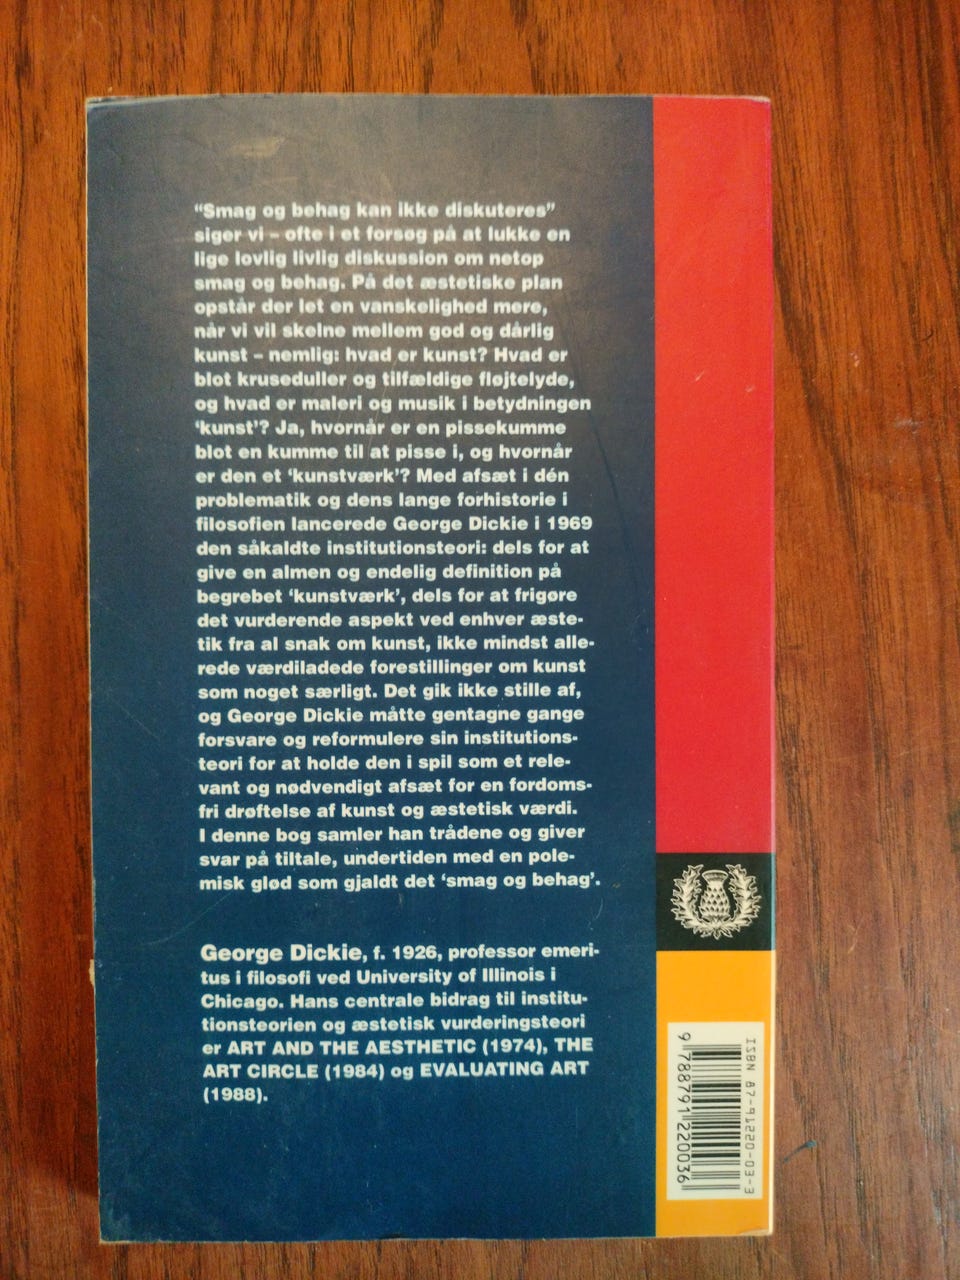 “Smag og behag kan ikke diskuteres”
siger vi – ofte i et forsøg på at lukke en
lige lovlig livlig diskussion om netop
smag og behag. På det æstetiske plan
opstår der let en vanskelighed mere,
når vi vil skelne mellem god og dårlig
kunst – nemlig: hvad er kunst? Hvad er
blot kruseduller og tilfældige fløjtelyde,
og hvad er maleri og musik i betydningen
‘kunst’? Ja, hvornår er en pissekumme
blot en kumme til at pisse i, og hvornår
er den et ‘kunstværk’? Med afsæt i dén
problematik og dens lange forhistorie i
filosofien lancerede George Dickie i 1969
den såkaldte institutionsteori: dels for at
give en almen og endelig definition på
begrebet ‘kunstværk’, dels for at frigøre
det vurderende aspekt ved enhver æste-
tik fra al snak om kunst, ikke mindst alle-
rede værdiladede forestillinger om kunst
som noget særligt. Det gik ikke stille af,
og George Dickie måtte gentagne gange
forsvare og reformulere sin institutions-
teori for at holde den i spil som et rele-
vant og nødvendigt afsæt for en fordoms-
fri drøftelse af kunst og æstetisk værdi.
I denne bog samler han trådene og giver
svar på tiltale, undertiden med en pole-
misk glød som gjaldt det ‘smag og behag’.
George Dickie, f. 1926, professor emeri-
tus i filosofi ved University of Illinois i
Chicago. Hans centrale bidrag til institu-
tionsteorien og æstetisk vurderingsteori
er ART AND THE AESTHETIC (1974), THE
ART CIRCLE (1984) og EVALUATING ART
(1988).
ISBN 87-91220-03-3
9 788791 220036